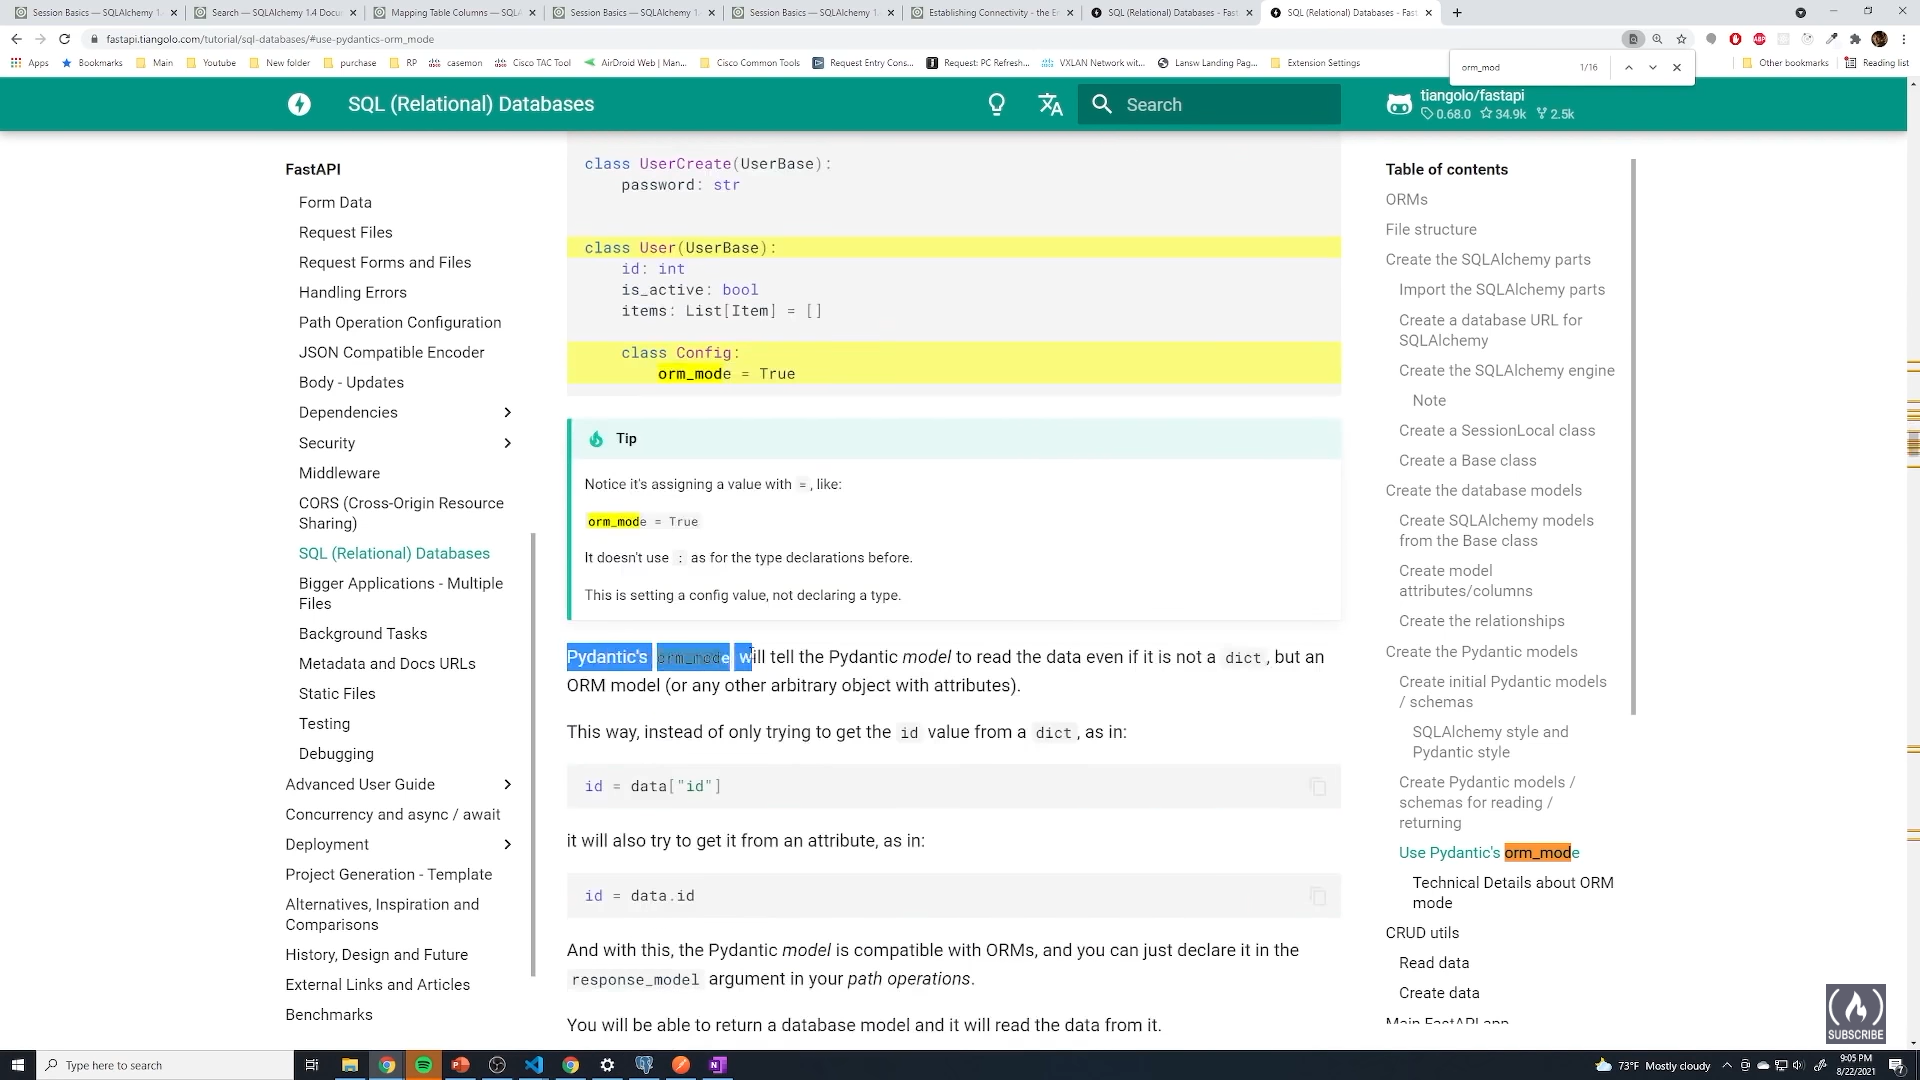 Session Basics — SQLAlchemy 1.
Search — SQLAlchemy 1.4 Docu
Mapping Table Columns — SQLA
Session Basics — SQLAlchemy 1.
Session Basics — SQLAlchemy 1.
Establishing Connectivity - the E
SQL (Relational) Databases - Fast
SQL (Relational) Databases - Fast
fastapi.tiangolo.com/tutorial/sql-databases/#use-pydantics-orm_mode
Apps
Bookmarks
Main
Youtube
New folder
purchase
RP
casemon
Cisco TAC Tool
AirDroid Web | Man...
Cisco Common Tools
Request Entry Cons...
Request: PC Refresh...
VXLAN Network wit...
Lansw Landing Pag...
Extension Settings
Other bookmarks
Reading list
orm_mod
1/16
SQL (Relational) Databases
Search
tiangolo/fastapi
0.68.0 34.9k 2.5k
FastAPI
Form Data
Request Files
Request Forms and Files
Handling Errors
Path Operation Configuration
JSON Compatible Encoder
Body - Updates
Dependencies
Security
Middleware
CORS (Cross-Origin Resource
Sharing)
SQL (Relational) Databases
Bigger Applications - Multiple
Files
Background Tasks
Metadata and Docs URLs
Static Files
Testing
Debugging
Advanced User Guide
Concurrency and async / await
Deployment
Project Generation - Template
Alternatives, Inspiration and
Comparisons
History, Design and Future
External Links and Articles
Benchmarks
class UserCreate(UserBase):
password: str
class User(UserBase):
id: int
is_active: bool
items: List[Item] = []
class Config:
orm_mode = True
Tip
Notice it's assigning a value with =, like:
orm_mode = True
It doesn't use : as for the type declarations before.
This is setting a config value, not declaring a type.
Pydantic's orm_mode will tell the Pydantic model to read the data even if it is not a dict, but an
ORM model (or any other arbitrary object with attributes).
This way, instead of only trying to get the id value from a dict, as in:
id = data["id"]
it will also try to get it from an attribute, as in:
id = data.id
And with this, the Pydantic model is compatible with ORMs, and you can just declare it in the
response_model argument in your path operations.
You will be able to return a database model and it will read the data from it.
Table of contents
ORMs
File structure
Create the SQLAlchemy parts
Import the SQLAlchemy parts
Create a database URL for
SQLAlchemy
Create the SQLAlchemy engine
Note
Create a SessionLocal class
Create a Base class
Create the database models
Create SQLAlchemy models
from the Base class
Create model
attributes/columns
Create the relationships
Create the Pydantic models
Create initial Pydantic models
/ schemas
SQLAlchemy style and
Pydantic style
Create Pydantic models /
schemas for reading /
returning
Use Pydantic's orm_mode
Technical Details about ORM
mode
CRUD utils
Read data
Create data
Main FastAPI app
SUBSCRIBE
Type here to search
73°F Mostly cloudy
9:05 PM
8/22/2021